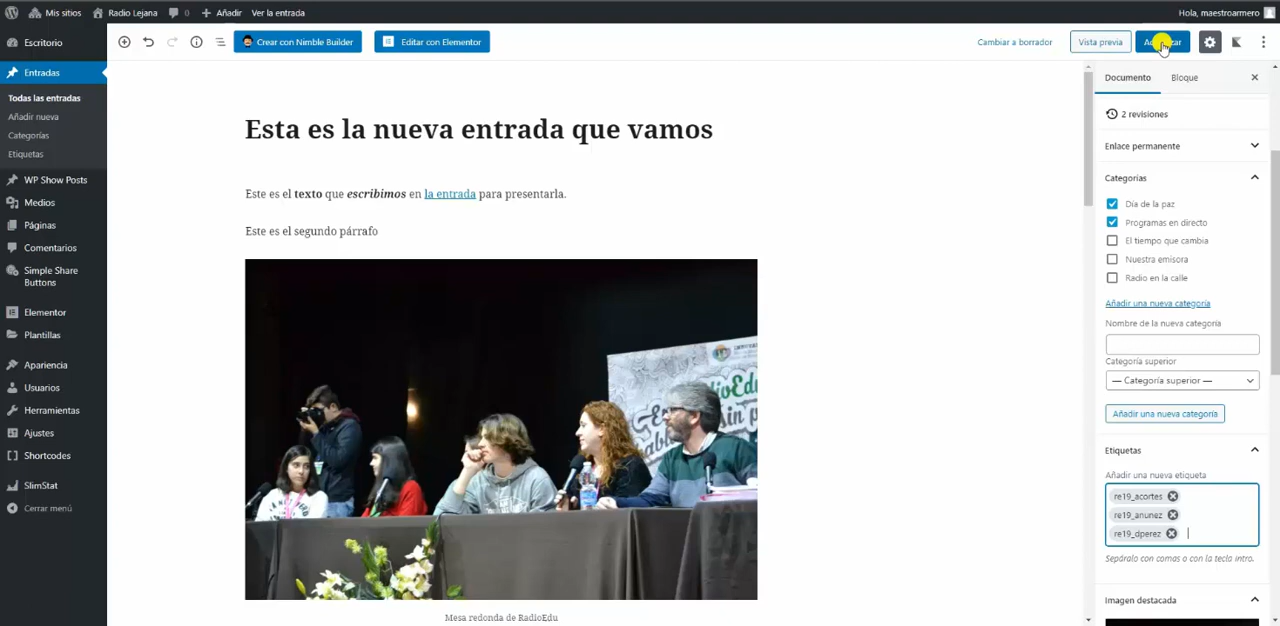 Mis sitios
Radio Lejana
0
Añadir
Ver la entrada
Hola, maestroarmero
Escritorio
Entradas
Todas las entradas
Añadir nueva
Categorías
Etiquetas
WP Show Posts
Medios
Páginas
Comentarios
Simple Share
Buttons
Elementor
Plantillas
Apariencia
Usuarios
Herramientas
Ajustes
Shortcodes
SlimStat
Cerrar menú
Crear con Nimble Builder
Editar con Elementor
Cambiar a borrador
Vista previa
Esta es la nueva entrada que vamos
Este es el texto que escribimos en la entrada para presentarla.
Este es el segundo párrafo
Mesa redonda de RadioEdu
Documento
Bloque
2 revisiones
Enlace permanente
Categorías
Día de la paz
Programas en directo
El tiempo que cambia
Nuestra emisora
Radio en la calle
Añadir una nueva categoría
Nombre de la nueva categoría
Categoría superior
— Categoría superior —
Añadir una nueva categoría
Etiquetas
Añadir una nueva etiqueta
re19_acortes
re19_anunez
re19_dperez
Sepáralo con comas o con la tecla intro.
Imagen destacada